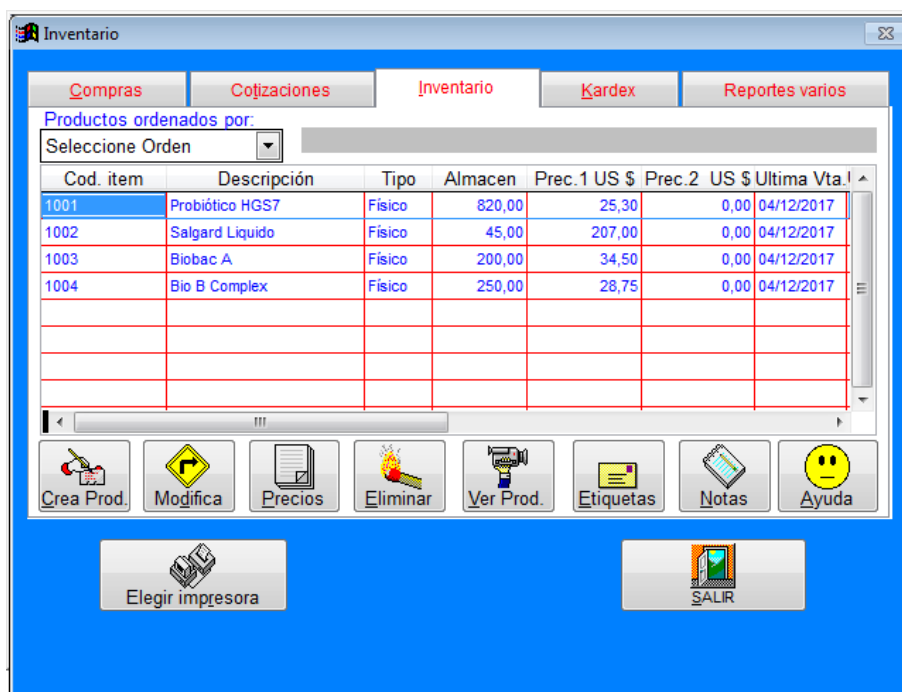 Inventario
Compras Cotizaciones Inventario Kardex Reportes varios
Productos ordenados por:
Seleccione Orden
Cod. item Descripción Tipo Almacen Prec.1 US $ Prec.2 US $ Ultima Vta.
1001 Probiótico HGS7 Físico 820,00 25,30 0,00 04/12/2017
1002 Salgard Liquido Físico 45,00 207,00 0,00 04/12/2017
1003 Biobac A Físico 200,00 34,50 0,00 04/12/2017
1004 Bio B Complex Físico 250,00 28,75 0,00 04/12/2017
Crea Prod. Modifica Precios Eliminar Ver Prod. Etiquetas Notas Ayuda
Elegir impresora SALIR